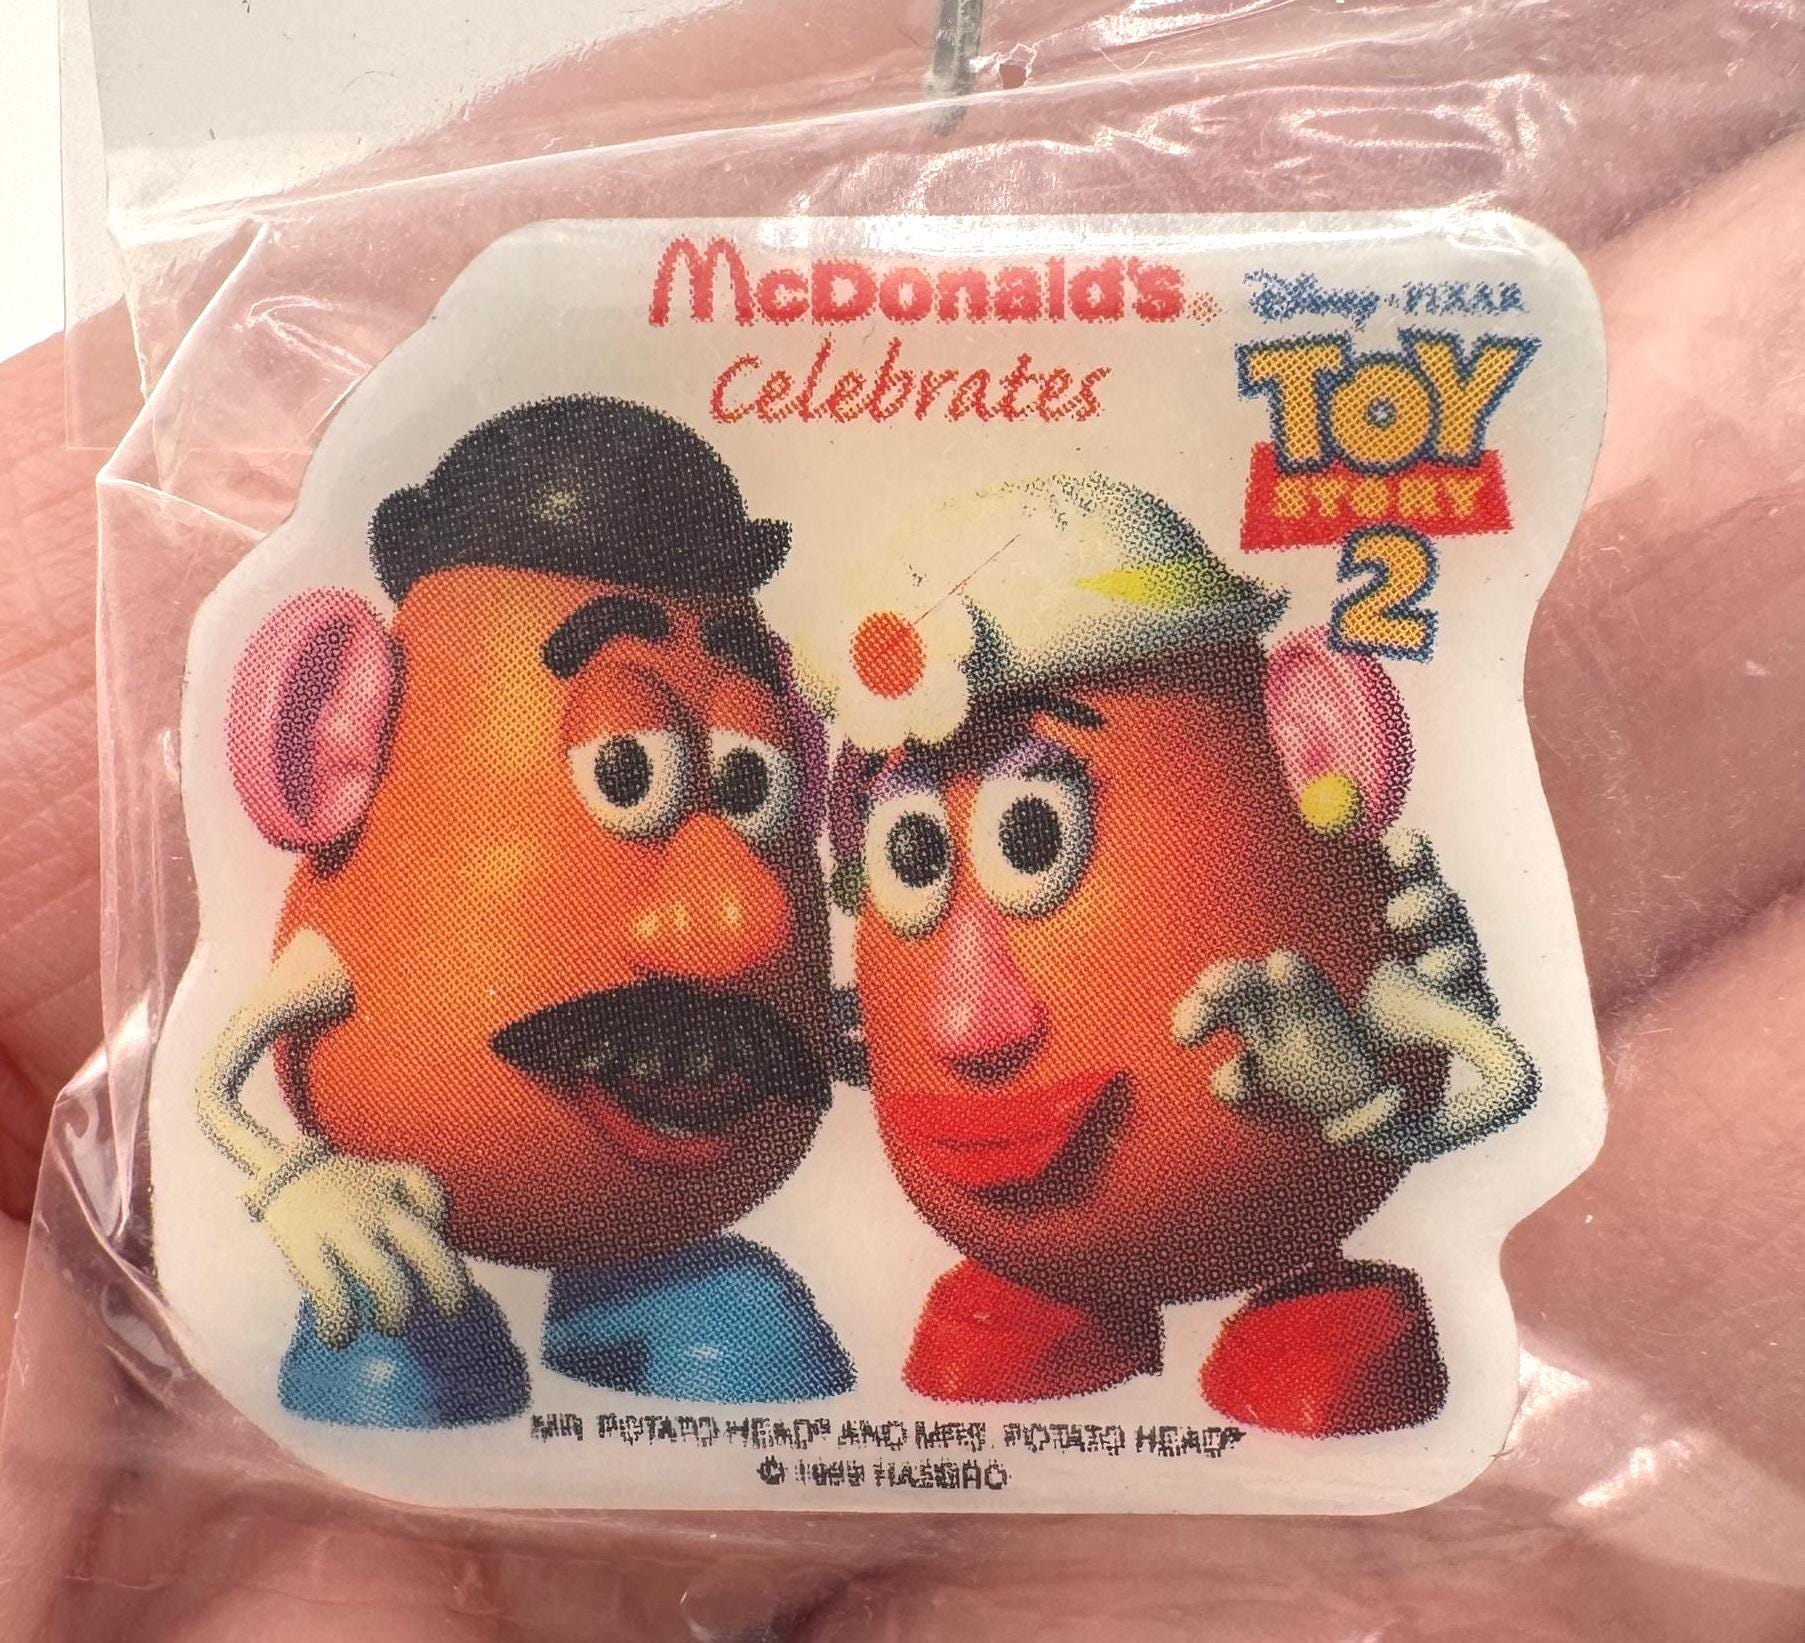 McDonald's®
Celebrates
Disney • PIXAR
TOY
STORY
2
MR. POTATO HEAD® AND MRS. POTATO HEAD®
© 1999 HASBRO